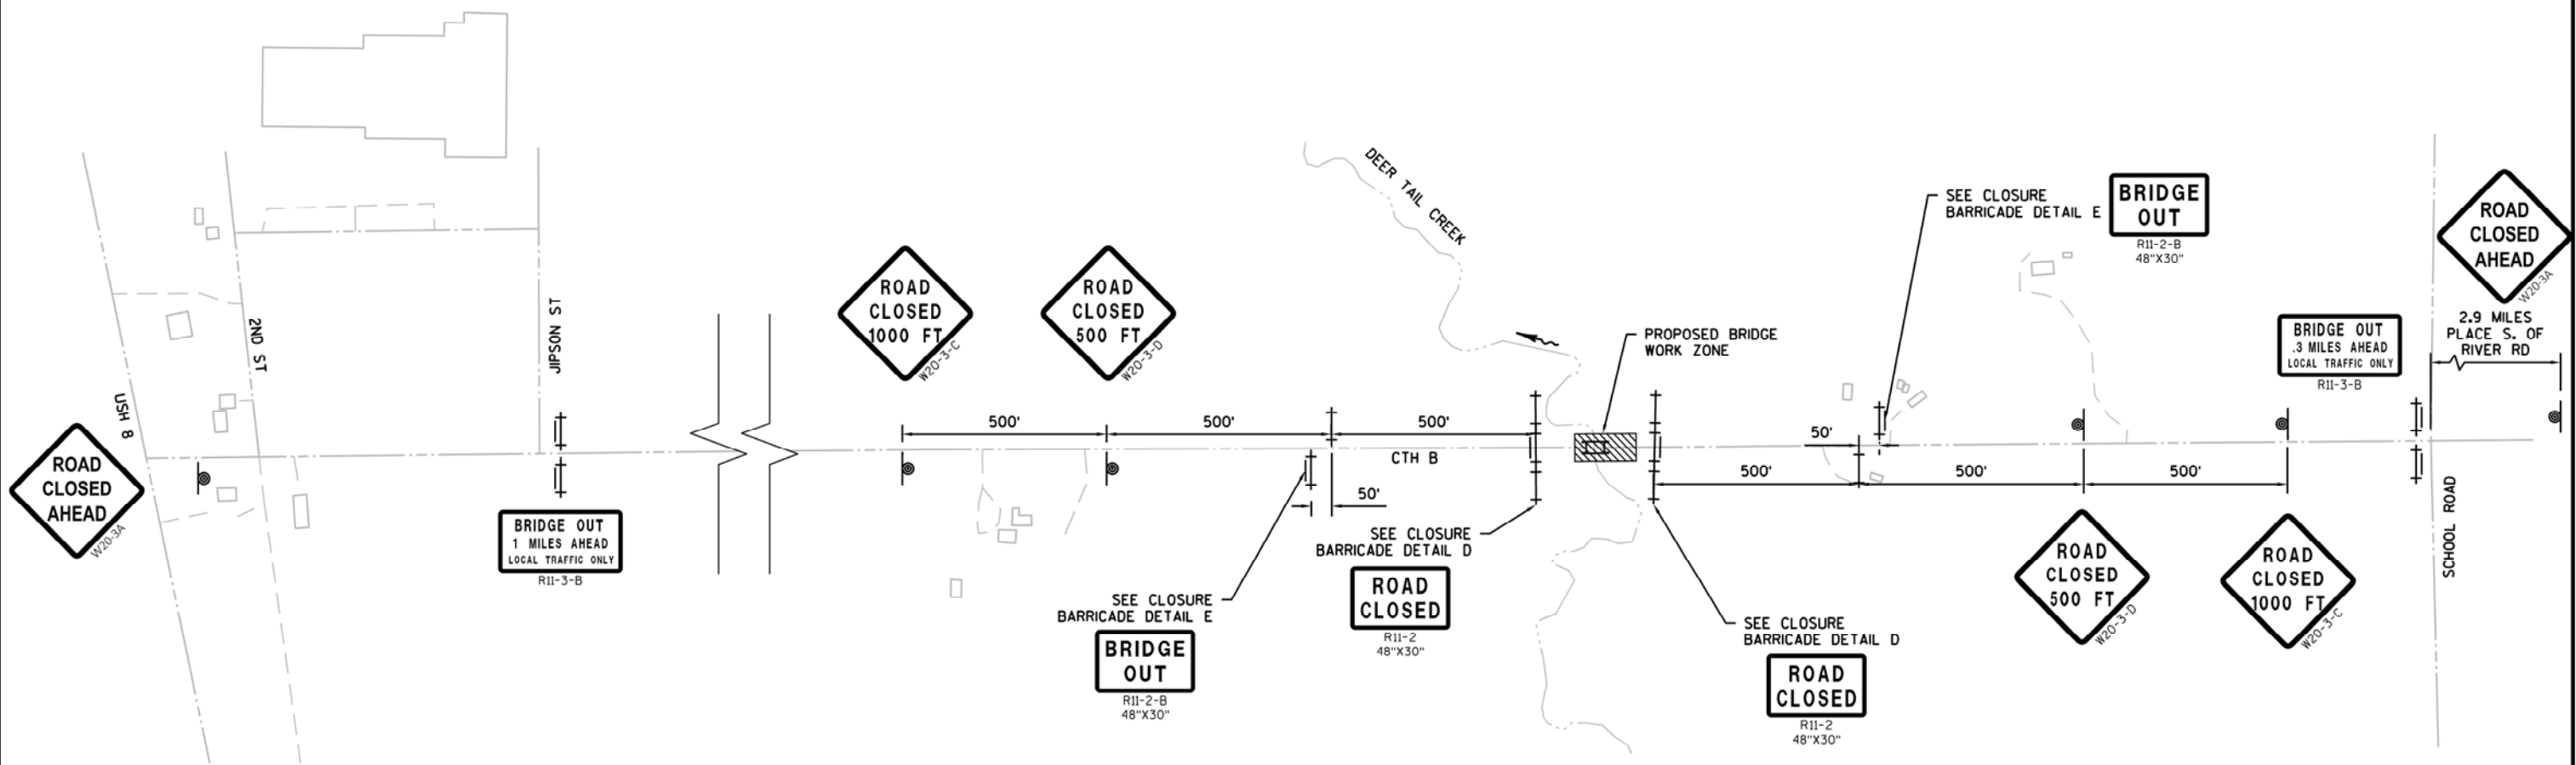 USH 8
ROAD
CLOSED
AHEAD
W20-3A
2ND ST
JIPSON ST
BRIDGE OUT
1 MILES AHEAD
LOCAL TRAFFIC ONLY
R11-3-B
ROAD
CLOSED
1000 FT
W20-3-C
ROAD
CLOSED
500 FT
W20-3-D
500'
500'
500'
50'
CTH B
DEER TAIL CREEK
SEE CLOSURE
BARRICADE DETAIL E
BRIDGE
OUT
R11-2-B
48"X30"
SEE CLOSURE
BARRICADE DETAIL D
ROAD
CLOSED
R11-2
48"X30"
PROPOSED BRIDGE
WORK ZONE
SEE CLOSURE
BARRICADE DETAIL D
ROAD
CLOSED
R11-2
48"X30"
SEE CLOSURE
BARRICADE DETAIL E
BRIDGE
OUT
R11-2-B
48"X30"
50'
500'
500'
500'
ROAD
CLOSED
500 FT
W20-3-D
ROAD
CLOSED
1000 FT
W20-3-C
BRIDGE OUT
.3 MILES AHEAD
LOCAL TRAFFIC ONLY
R11-3-B
SCHOOL ROAD
ROAD
CLOSED
AHEAD
W20-3A
2.9 MILES
PLACE S. OF
RIVER RD